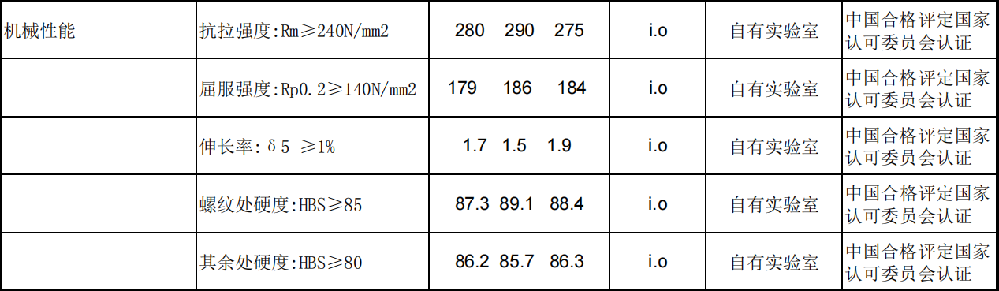 机械性能 抗拉强度:Rm≥240N/mm2 280 290 275 i.o 自有实验室 中国合格评定国家
认可委员会认证
屈服强度:Rp0.2≥140N/mm2 179 186 184 i.o 自有实验室 中国合格评定国家
认可委员会认证
伸长率:δ5 ≥1% 1.7 1.5 1.9 i.o 自有实验室 中国合格评定国家
认可委员会认证
螺纹处硬度:HBS≥85 87.3 89.1 88.4 i.o 自有实验室 中国合格评定国家
认可委员会认证
其余处硬度:HBS≥80 86.2 85.7 86.3 i.o 自有实验室 中国合格评定国家
认可委员会认证